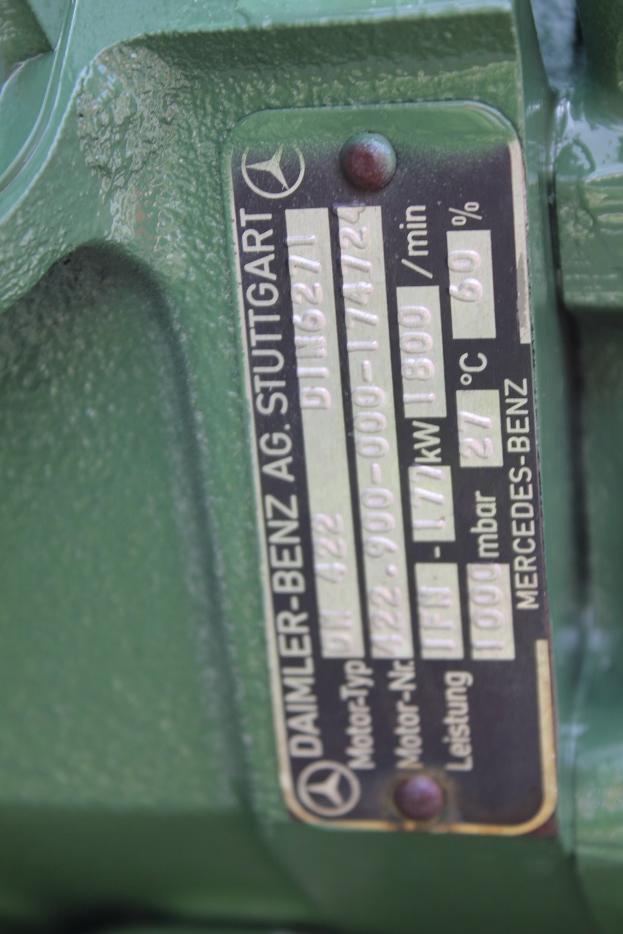 DAIMLER-BENZ AG. STUTTGART
Motor-Typ OM 422 DIN6271
Motor-Nr. 422.900-000-174724
Leistung IFN - 177 kW 1800 /min
1000 mbar 27 °C 60 %
MERCEDES-BENZ